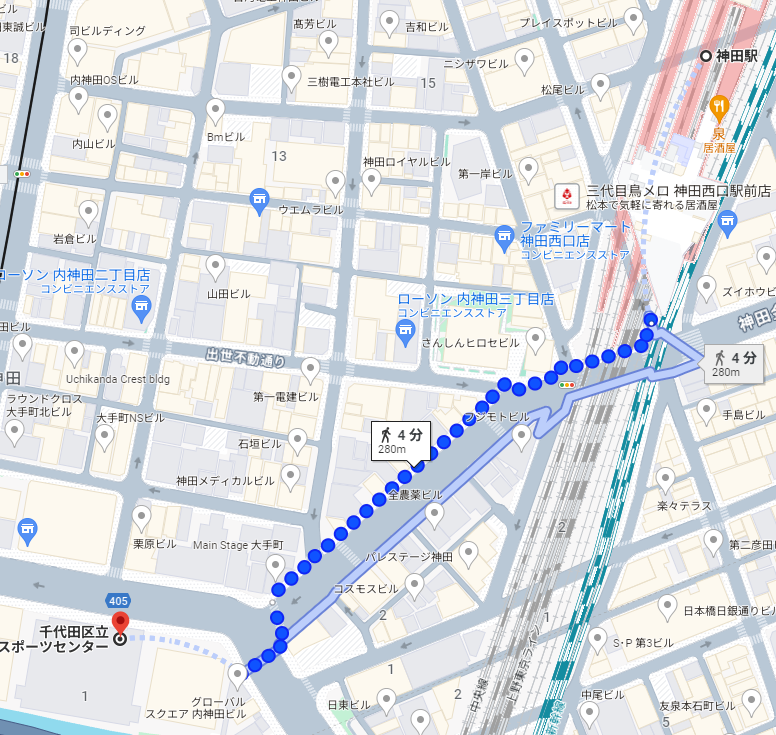 東誠ビル
18
司ビルディング
髙芳ビル
吉和ビル
プレイスポットビル
内神田OSビル
三樹電工本社ビル
15
ニシザワビル
松尾ビル
神田駅
内山ビル
Bmビル
13
神田ロイヤルビル
第一岸ビル
泉
居酒屋
三代目鳥メロ 神田西口駅前店
松本で気軽に寄れる居酒屋
岩倉ビル
ウエムラビル
ファミリーマート
神田西口店
コンビニエンスストア
ローソン 内神田二丁目店
コンビニエンスストア
山田ビル
ローソン 内神田三丁目店
コンビニエンスストア
ズイホウビ
田ビル
出世不動通り
さんしんヒロセビル
神田金
神田
Uchikanda Crest bldg
ラウンドクロス
大手町北ビル
第一電建ビル
4 分
280m
大手町NSビル
フジモトビル
手島ビル
石垣ビル
4 分
280m
神田メディカルビル
全農薬ビル
楽々テラス
栗原ビル
Main Stage 大手町
2
第二彦田ビ
パレステージ神田
コスモスビル
405
2
1
日本橋日銀通りビル
千代田区立
スポーツセンター
S・P 第3ビル
1
1
グローバル
スクエア 内神田ビル
日東ビル
2
中央線
上野東京ライン
新幹線
中尾ビル
友泉本石町ビル
5